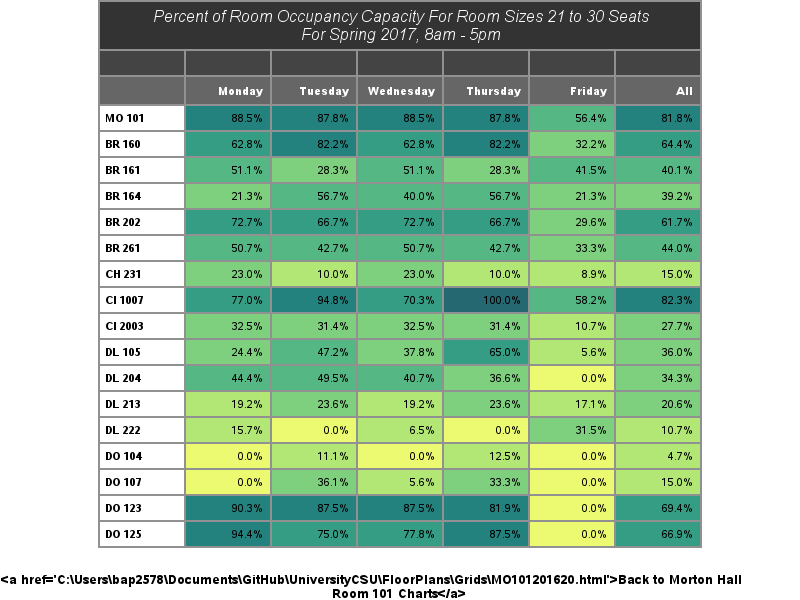 Percent of Room Occupancy Capacity For Room Sizes 21 to 30 Seats
For Spring 2017, 8am - 5pm
Monday Tuesday Wednesday Thursday Friday All
MO 101 88.5% 87.8% 88.5% 87.8% 56.4% 81.8%
BR 160 62.8% 82.2% 62.8% 82.2% 32.2% 64.4%
BR 161 51.1% 28.3% 51.1% 28.3% 41.5% 40.1%
BR 164 21.3% 56.7% 40.0% 56.7% 21.3% 39.2%
BR 202 72.7% 66.7% 72.7% 66.7% 29.6% 61.7%
BR 261 50.7% 42.7% 50.7% 42.7% 33.3% 44.0%
CH 231 23.0% 10.0% 23.0% 10.0% 8.9% 15.0%
CI 1007 77.0% 94.8% 70.3% 100.0% 58.2% 82.3%
CI 2003 32.5% 31.4% 32.5% 31.4% 10.7% 27.7%
DL 105 24.4% 47.2% 37.8% 65.0% 5.6% 36.0%
DL 204 44.4% 49.5% 40.7% 36.6% 0.0% 34.3%
DL 213 19.2% 23.6% 19.2% 23.6% 17.1% 20.6%
DL 222 15.7% 0.0% 6.5% 0.0% 31.5% 10.7%
DO 104 0.0% 11.1% 0.0% 12.5% 0.0% 4.7%
DO 107 0.0% 36.1% 5.6% 33.3% 0.0% 15.0%
DO 123 90.3% 87.5% 87.5% 81.9% 0.0% 69.4%
DO 125 94.4% 75.0% 77.8% 87.5% 0.0% 66.9%
<a href='C:\Users\bap2578\Documents\GitHub\UniversityCSU\FloorPlans\Grids\MO101201620.html'>Back to Morton Hall
Room 101 Charts</a>